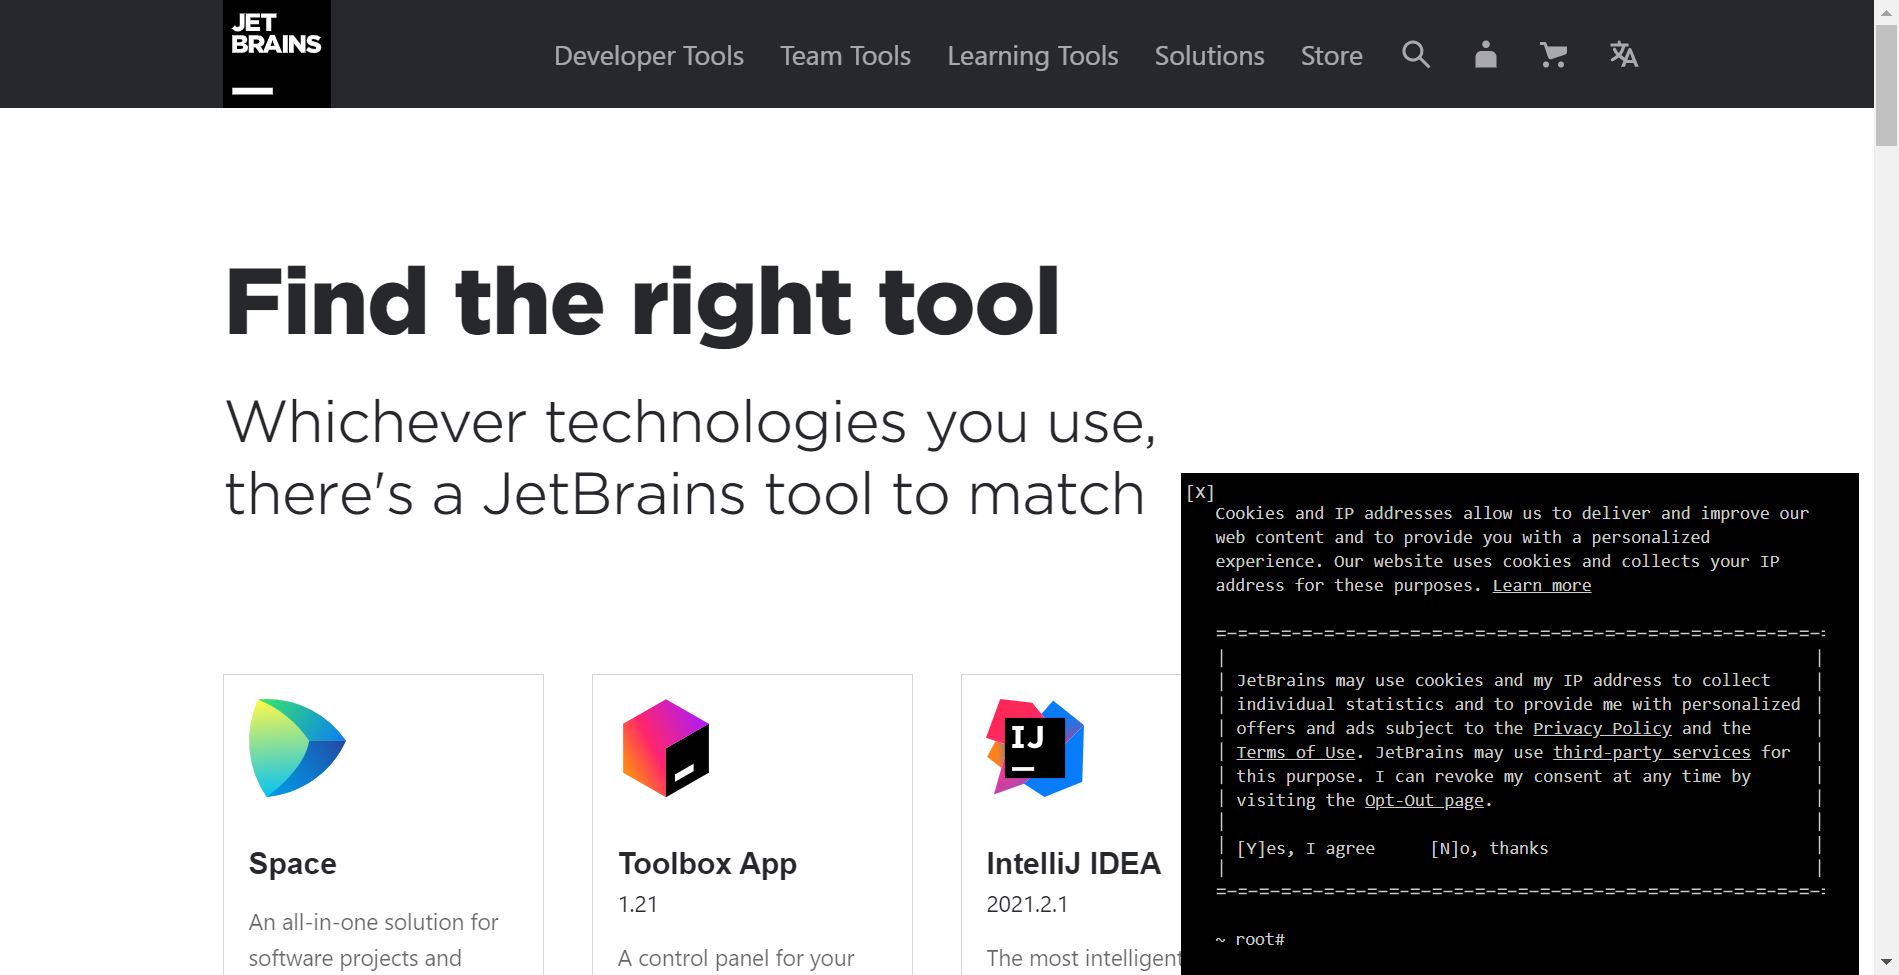 JET
BRAINS
Developer Tools
Team Tools
Learning Tools
Solutions
Store
Find the right tool
Whichever technologies you use,
there's a JetBrains tool to match
Space
An all-in-one solution for
software projects and
Toolbox App
1.21
A control panel for your
IJ
IntelliJ IDEA
2021.2.1
The most intelligent
[X]
Cookies and IP addresses allow us to deliver and improve our
web content and to provide you with a personalized
experience. Our website uses cookies and collects your IP
address for these purposes. Learn more
JetBrains may use cookies and my IP address to collect
individual statistics and to provide me with personalized
offers and ads subject to the Privacy Policy and the
Terms of Use. JetBrains may use third-party services for
this purpose. I can revoke my consent at any time by
visiting the Opt-Out page.
[Y]es, I agree
[N]o, thanks
~ root#